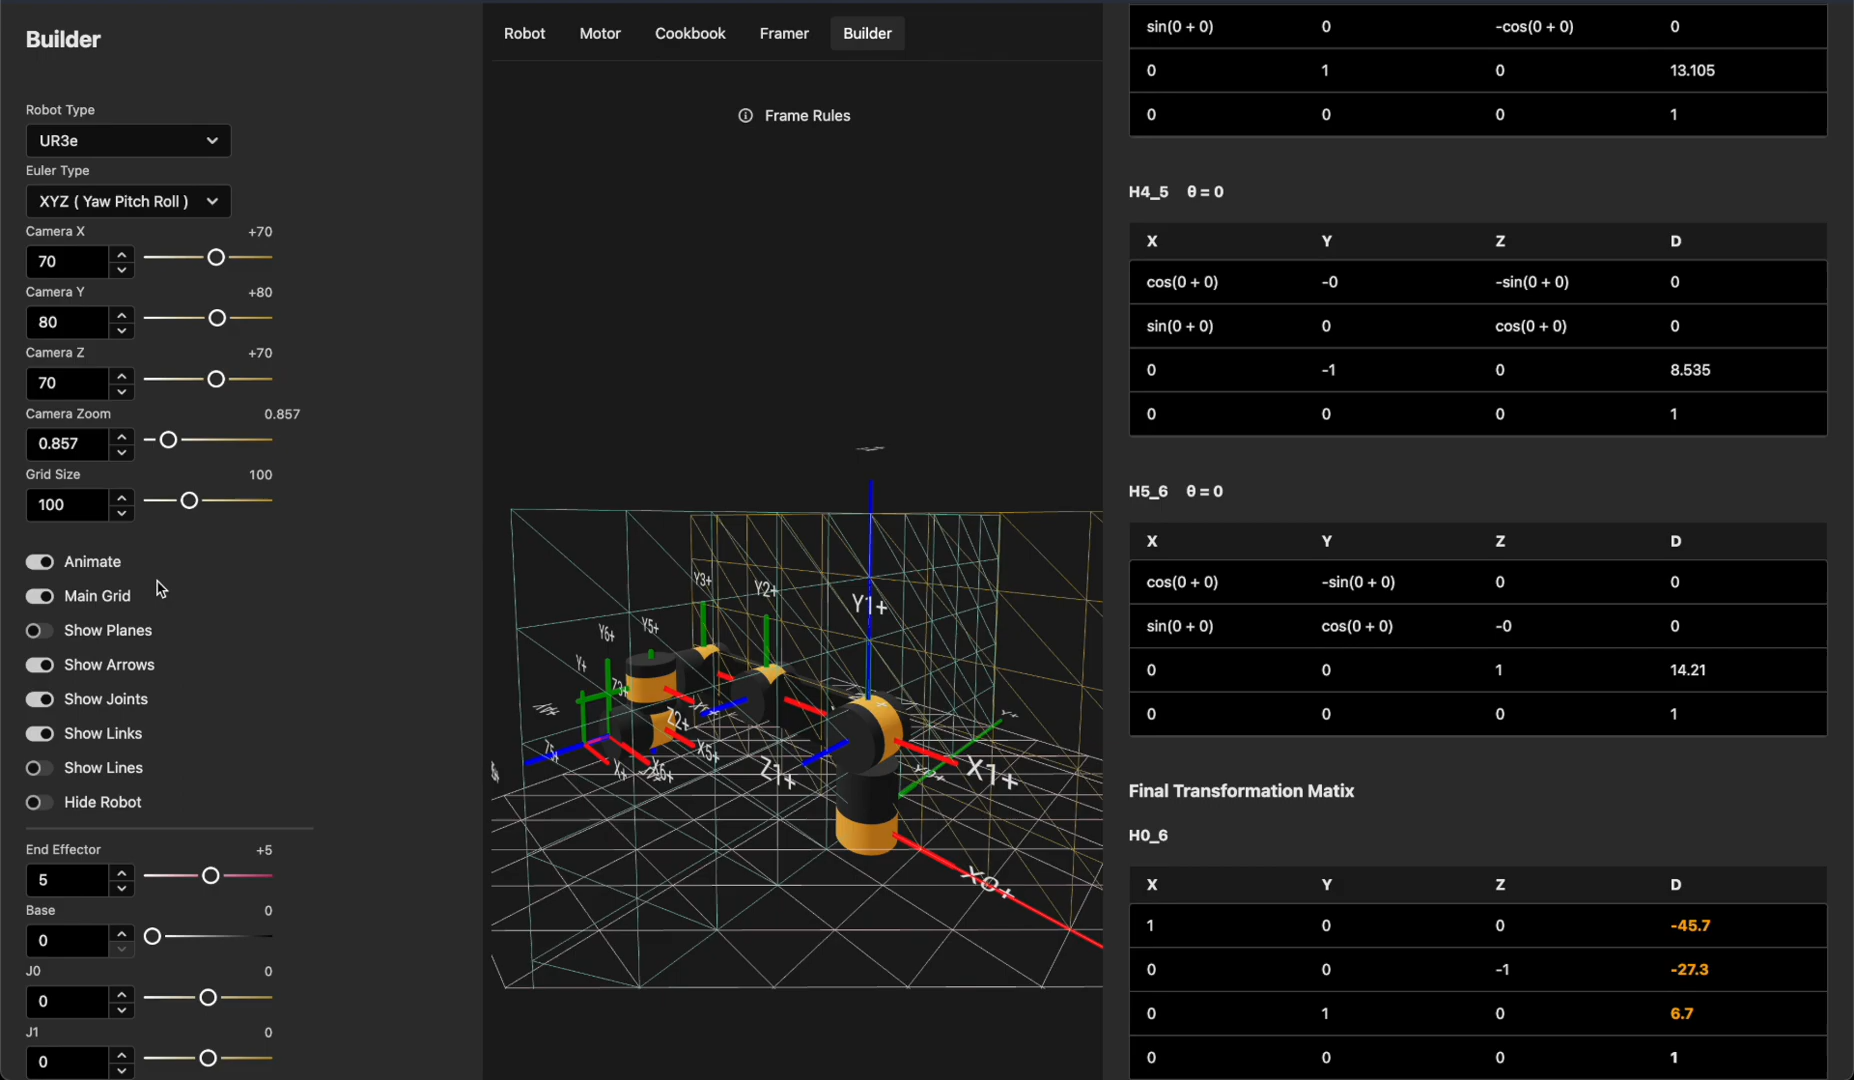 Builder
Robot Type
UR3e
Euler Type
XYZ ( Yaw Pitch Roll )
Camera X +70
70
Camera Y +80
80
Camera Z +70
70
Camera Zoom 0.857
0.857
Grid Size 100
100
Animate
Main Grid
Show Planes
Show Arrows
Show Joints
Show Links
Show Lines
Hide Robot
End Effector +5
5
Base 0
0
J0 0
0
J1 0
0
Robot Motor Cookbook Framer Builder
Frame Rules
Y3+
Y2+
Y1+
Y6+
Y5+
Y+
Z2+
X5+
Z1+
X1+
X+
X6+
X0+
sin(0 + 0) 0 -cos(0 + 0) 0
0 1 0 13.105
0 0 0 1
H4_5 θ = 0
X Y Z D
cos(0 + 0) -0 -sin(0 + 0) 0
sin(0 + 0) 0 cos(0 + 0) 0
0 -1 0 8.535
0 0 0 1
H5_6 θ = 0
X Y Z D
cos(0 + 0) -sin(0 + 0) 0 0
sin(0 + 0) cos(0 + 0) -0 0
0 0 1 14.21
0 0 0 1
Final Transformation Matix
H0_6
X Y Z D
1 0 0 -45.7
0 0 -1 -27.3
0 1 0 6.7
0 0 0 1